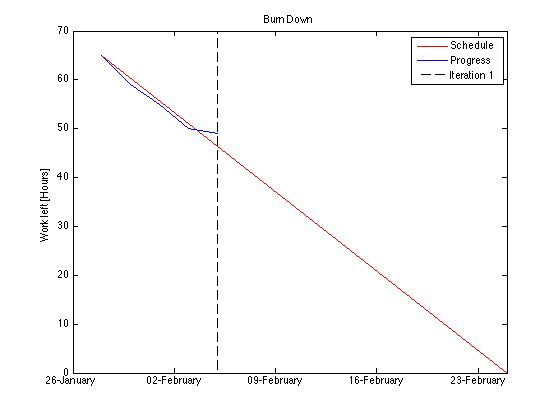 Burn Down
70
60
50
40
30
20
10
0
Work left [Hours]
Schedule
Progress
Iteration 1
26-January 02-February 09-February 16-February 23-February